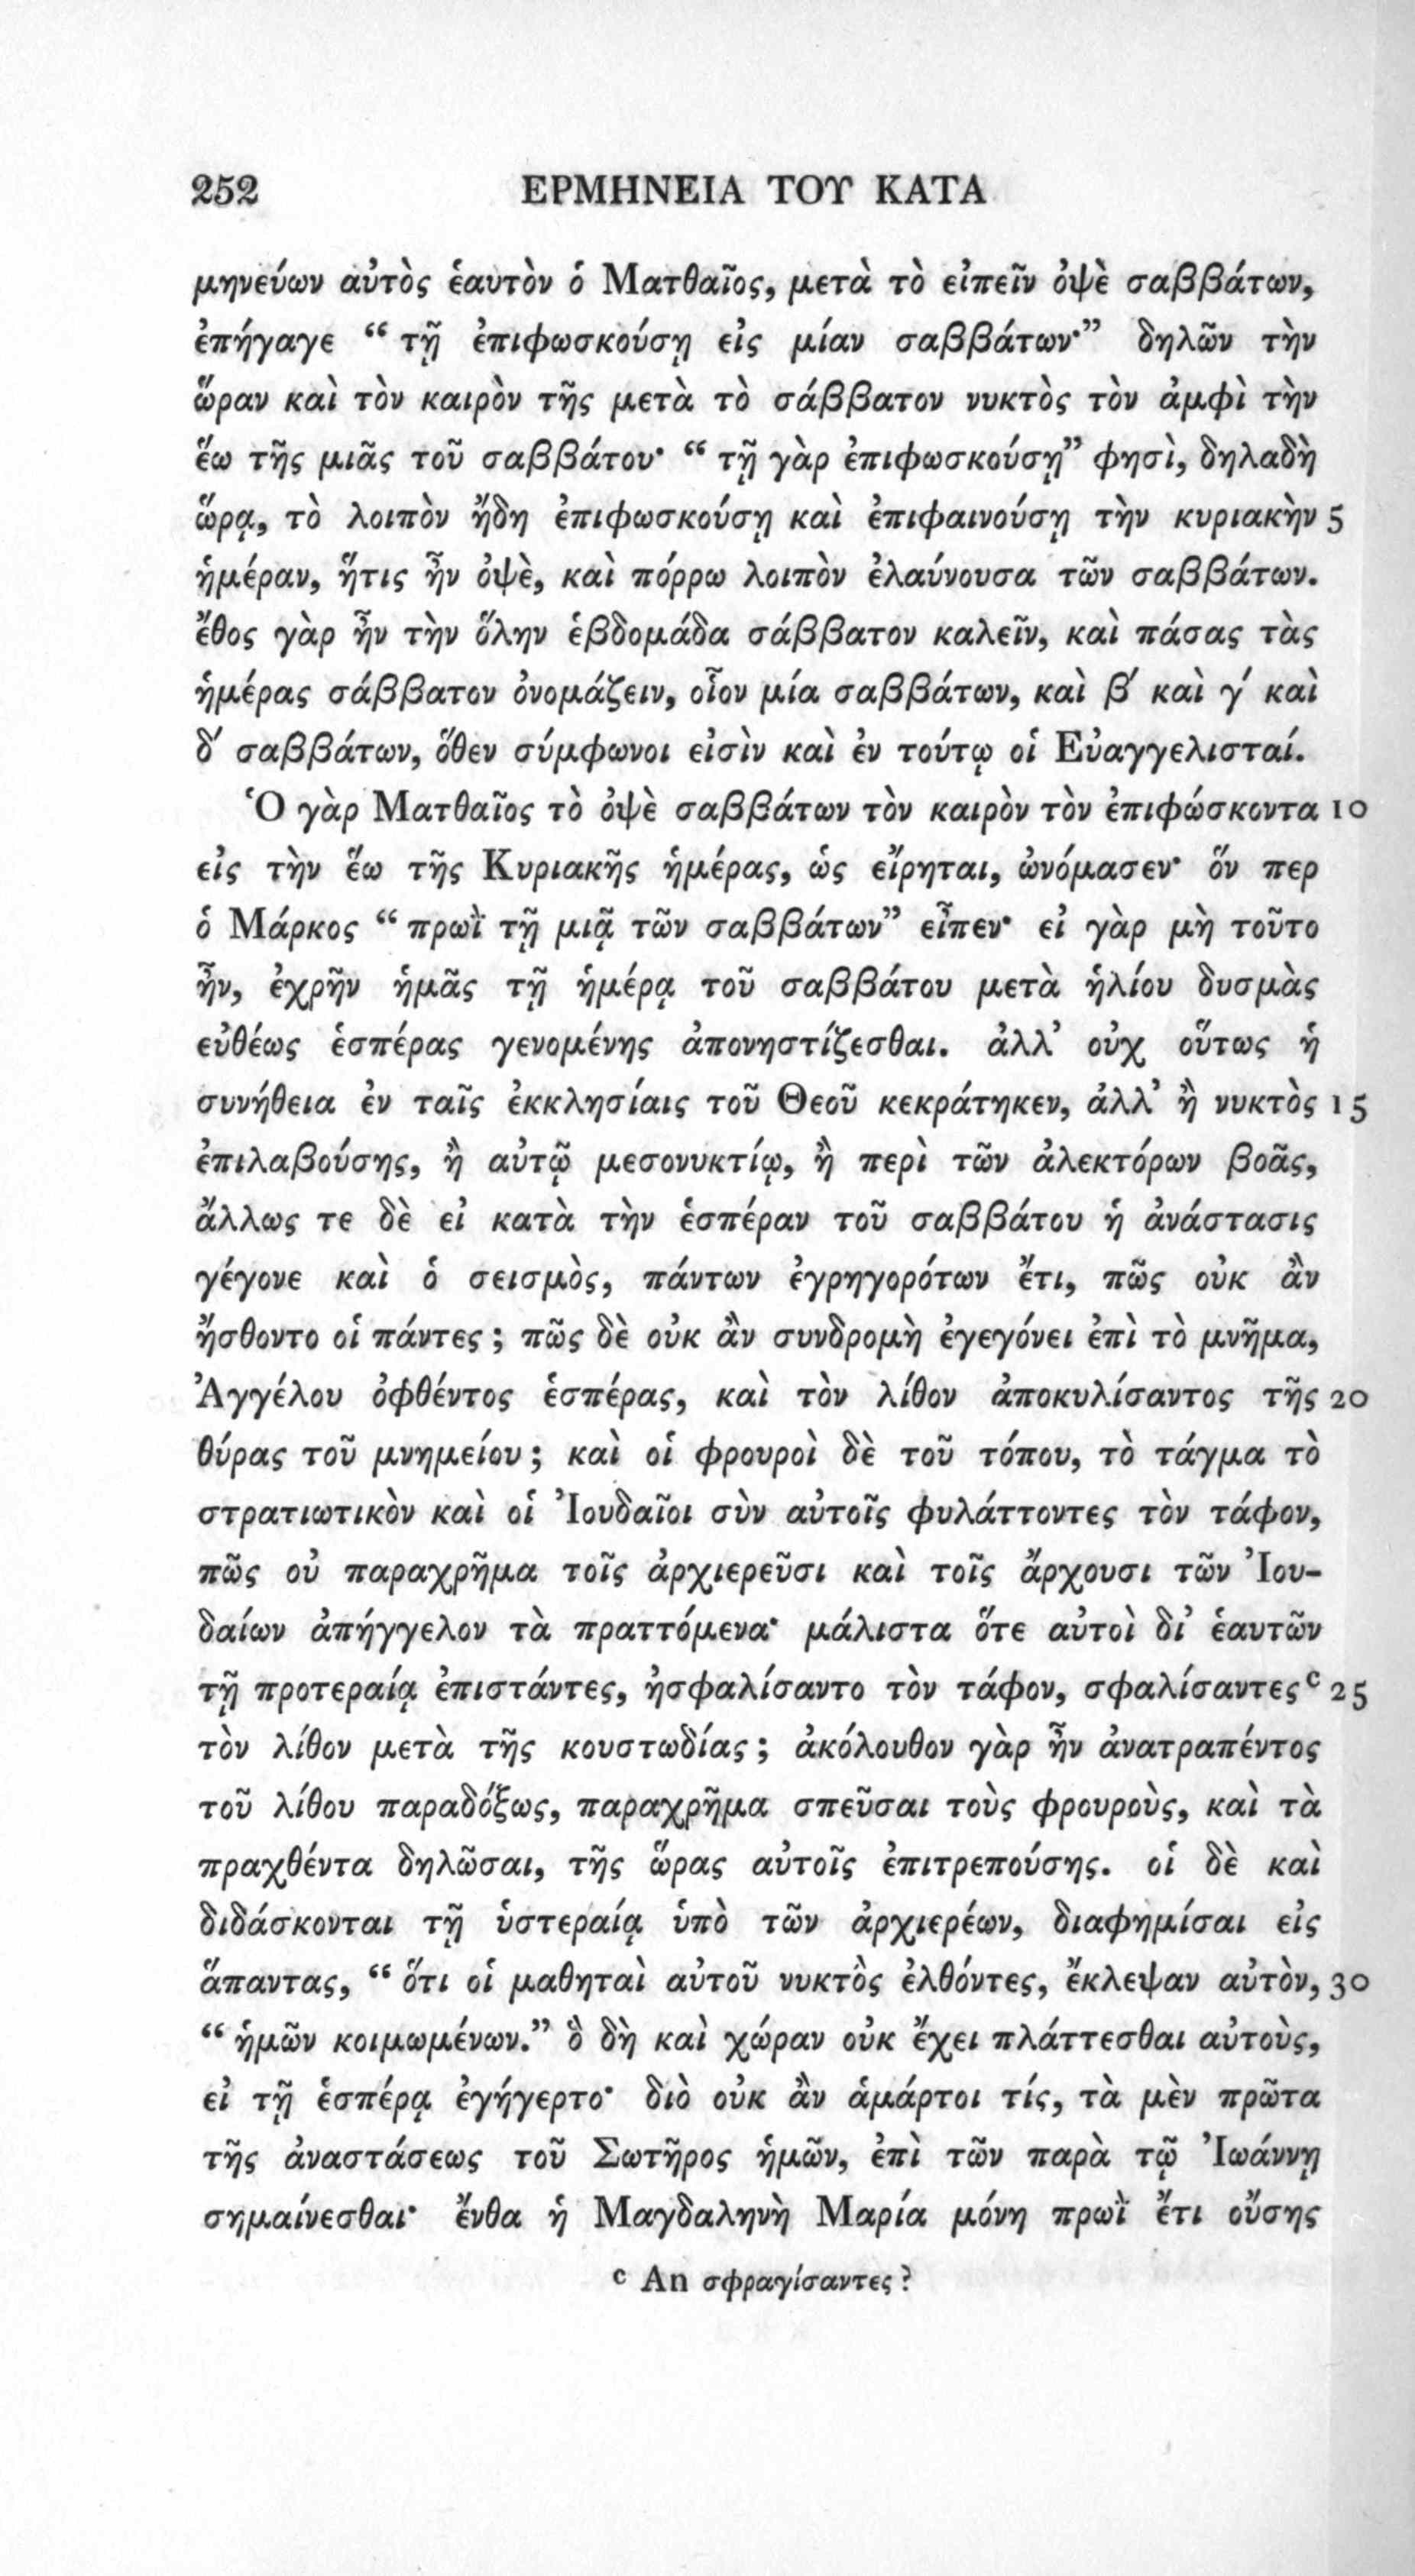 252 ΕΡΜΗΝΕΙΑ ΤΟΥ ΚΑΤΑ
μηνεύων αὐτὸς ἑαυτὸν ὁ Ματθαῖος, μετὰ τὸ εἰπεῖν ὀψὲ σαββάτων,
ἐπήγαγε “ τῇ ἐπιφωσκούσῃ εἰς μίαν σαββάτων·” δηλῶν τὴν
ὥραν καὶ τὸν καιρὸν τῆς μετὰ τὸ σάββατον νυκτὸς τὸν ἀμφὶ τὴν
ἕω τῆς μιᾶς τοῦ σαββάτου· “ τῇ γὰρ ἐπιφωσκούσῃ” φησὶ, δηλαδὴ
ὥρᾳ, τὸ λοιπὸν ἤδη ἐπιφωσκούσῃ καὶ ἐπιφαινούσῃ τὴν κυριακὴν 5
ἡμέραν, ἥτις ἦν ὀψὲ, καὶ πόρρω λοιπὸν ἐλαύνουσα τῶν σαββάτων.
ἔθος γὰρ ἦν τὴν ὅλην ἑβδομάδα σάββατον καλεῖν, καὶ πάσας τὰς
ἡμέρας σάββατον ὀνομάζειν, οἷον μία σαββάτων, καὶ β′ καὶ γ′ καὶ
δ′ σαββάτων, ὅθεν σύμφωνοι εἰσὶν καὶ ἐν τούτῳ οἱ Εὐαγγελισταί.
Ὁ γὰρ Ματθαῖος τὸ ὀψὲ σαββάτων τὸν καιρὸν τὸν ἐπιφώσκοντα 10
εἰς τὴν ἕω τῆς Κυριακῆς ἡμέρας, ὡς εἴρηται, ὠνόμασεν· ὅν περ
ὁ Μάρκος “ πρωῒ τῇ μιᾷ τῶν σαββάτων” εἶπεν· εἰ γὰρ μὴ τοῦτο
ἦν, ἐχρῆν ἡμᾶς τῇ ἡμέρᾳ τοῦ σαββάτου μετὰ ἡλίου δυσμὰς
εὐθέως ἑσπέρας γενομένης ἀπονηστίζεσθαι. ἀλλ’ οὐχ οὕτως ἡ
συνήθεια ἐν ταῖς ἐκκλησίαις τοῦ Θεοῦ κεκράτηκεν, ἀλλ’ ἢ νυκτὸς 15
ἐπιλαβούσης, ἢ αὐτῷ μεσονυκτίῳ, ἢ περὶ τῶν ἀλεκτόρων βοᾶς,
ἄλλως τε δὲ εἰ κατὰ τὴν ἑσπέραν τοῦ σαββάτου ἡ ἀνάστασις
γέγονε καὶ ὁ σεισμὸς, πάντων ἐγρηγορότων ἔτι, πῶς οὐκ ἂν
ἤσθοντο οἱ πάντες ; πῶς δὲ οὐκ ἂν συνδρομὴ ἐγεγόνει ἐπὶ τὸ μνῆμα,
Ἀγγέλου ὀφθέντος ἑσπέρας, καὶ τὸν λίθον ἀποκυλίσαντος τῆς 20
θύρας τοῦ μνημείου ; καὶ οἱ φρουροὶ δὲ τοῦ τόπου, τὸ τάγμα τὸ
στρατιωτικὸν καὶ οἱ Ἰουδαῖοι σὺν αὐτοῖς φυλάττοντες τὸν τάφον,
πῶς οὐ παραχρῆμα τοῖς ἀρχιερεῦσι καὶ τοῖς ἄρχουσι τῶν Ἰου-
δαίων ἀπήγγελον τὰ πραττόμενα· μάλιστα ὅτε αὐτοὶ δι’ ἑαυτῶν
τῇ προτεραίᾳ ἐπιστάντες, ἠσφαλίσαντο τὸν τάφον, σφαλίσαντες ᶜ 25
τὸν λίθον μετὰ τῆς κουστωδίας ; ἀκόλουθον γὰρ ἦν ἀνατραπέντος
τοῦ λίθου παραδόξως, παραχρῆμα σπεῦσαι τοὺς φρουροὺς, καὶ τὰ
πραχθέντα δηλῶσαι, τῆς ὥρας αὐτοῖς ἐπιτρεπούσης. οἱ δὲ καὶ
διδάσκονται τῇ ὑστεραίᾳ ὑπὸ τῶν ἀρχιερέων, διαφημίσαι εἰς
ἅπαντας, “ ὅτι οἱ μαθηταὶ αὐτοῦ νυκτὸς ἐλθόντες, ἔκλεψαν αὐτὸν, 30
“ ἡμῶν κοιμωμένων.” ὃ δὴ καὶ χώραν οὐκ ἔχει πλάττεσθαι αὐτοὺς,
εἰ τῇ ἑσπέρᾳ ἐγήγερτο· διὸ οὐκ ἂν ἁμάρτοι τίς, τὰ μὲν πρῶτα
τῆς ἀναστάσεως τοῦ Σωτῆρος ἡμῶν, ἐπὶ τῶν παρὰ τῷ Ἰωάννῃ
σημαίνεσθαι· ἔνθα ἡ Μαγδαληνὴ Μαρία μόνη πρωῒ ἔτι οὔσης
ᶜ An σφραγίσαντες ?